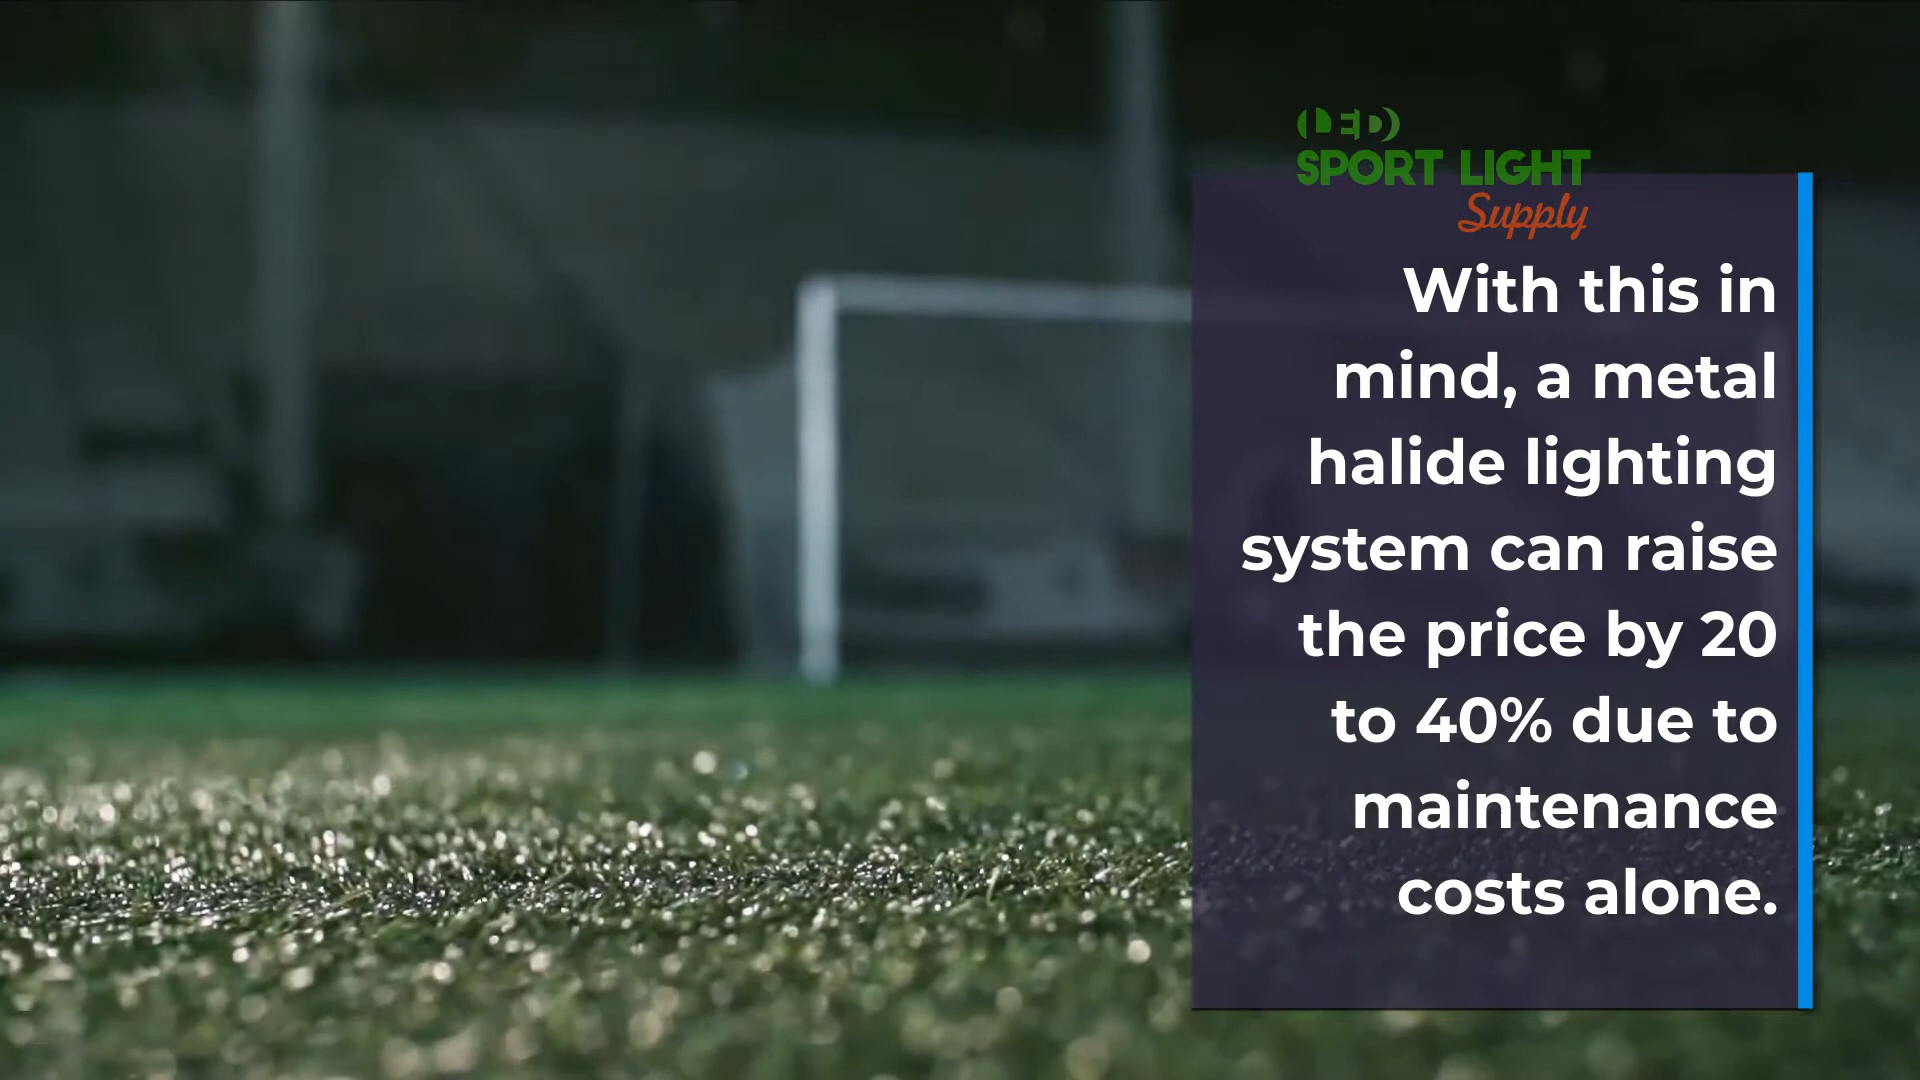 LED
SPORT LIGHT
Supply
With this in
mind, a metal
halide lighting
system can raise
the price by 20
to 40% due to
maintenance
costs alone.